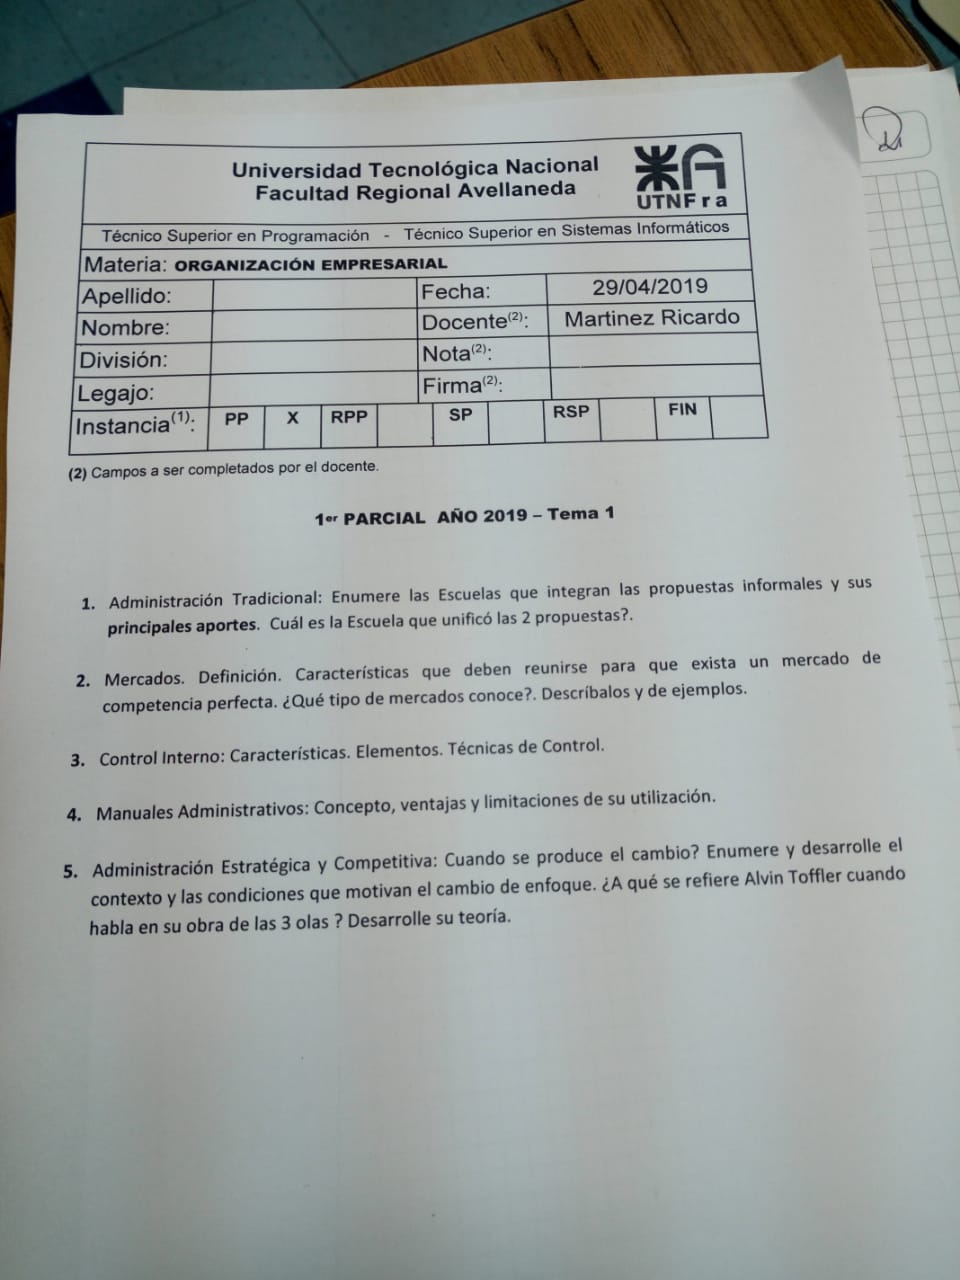 Universidad Tecnológica Nacional
Facultad Regional Avellaneda
UTNFra
Técnico Superior en Programación - Técnico Superior en Sistemas Informáticos
Materia: ORGANIZACIÓN EMPRESARIAL
Apellido: Fecha: 29/04/2019
Nombre: Docente(2): Martinez Ricardo
División: Nota(2):
Legajo: Firma(2):
Instancia(1): PP X RPP SP RSP FIN
(2) Campos a ser completados por el docente.
1er PARCIAL AÑO 2019 – Tema 1
1. Administración Tradicional: Enumere las Escuelas que integran las propuestas informales y sus
principales aportes. Cuál es la Escuela que unificó las 2 propuestas?.
2. Mercados. Definición. Características que deben reunirse para que exista un mercado de
competencia perfecta. ¿Qué tipo de mercados conoce?. Descríbalos y de ejemplos.
3. Control Interno: Características. Elementos. Técnicas de Control.
4. Manuales Administrativos: Concepto, ventajas y limitaciones de su utilización.
5. Administración Estratégica y Competitiva: Cuando se produce el cambio? Enumere y desarrolle el
contexto y las condiciones que motivan el cambio de enfoque. ¿A qué se refiere Alvin Toffler cuando
habla en su obra de las 3 olas ? Desarrolle su teoría.